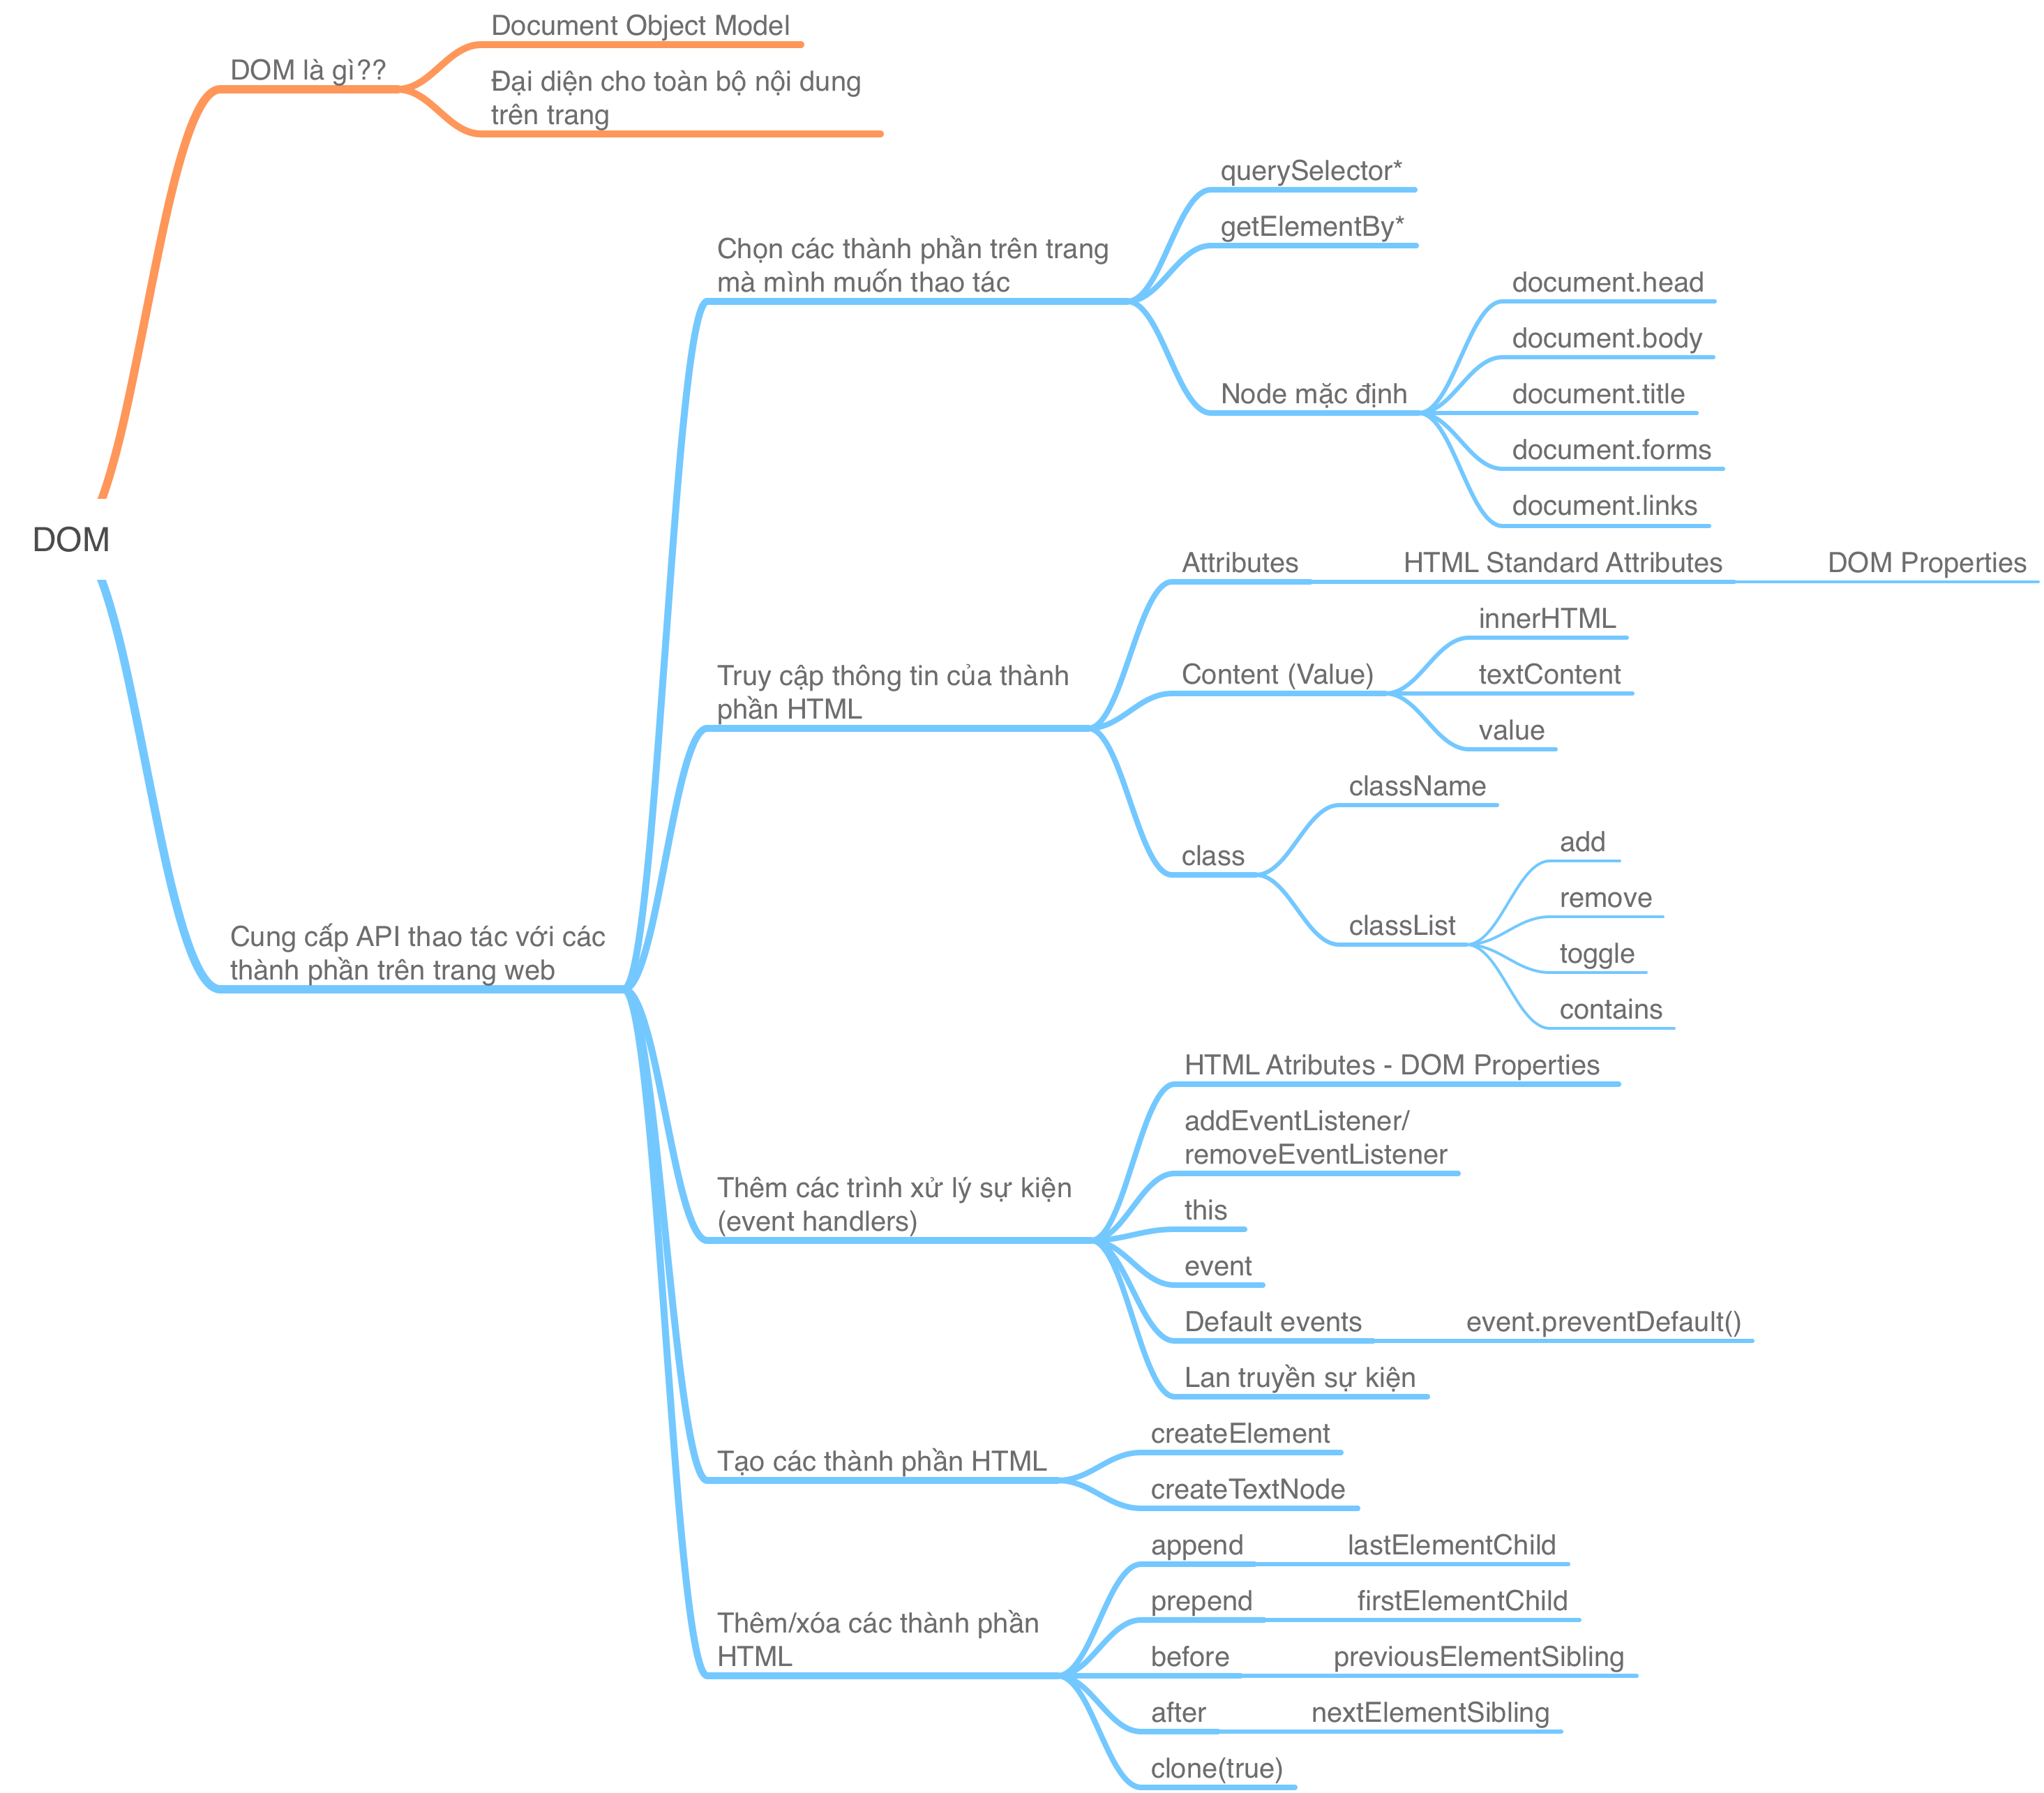 Document Object Model
DOM là gì??
Đại diện cho toàn bộ nội dung
trên trang
querySelector*
getElementBy*
Chọn các thành phần trên trang
mà mình muốn thao tác
document.head
document.body
Node mặc định
document.title
document.forms
document.links
DOM
Attributes
HTML Standard Attributes
DOM Properties
innerHTML
Truy cập thông tin của thành
phần HTML
Content (Value)
textContent
value
className
class
add
remove
classList
toggle
contains
Cung cấp API thao tác với các
thành phần trên trang web
HTML Atributes - DOM Properties
addEventListener/
removeEventListener
Thêm các trình xử lý sự kiện
(event handlers)
this
event
Default events
event.preventDefault()
Lan truyền sự kiện
createElement
Tạo các thành phần HTML
createTextNode
append
lastElementChild
prepend
firstElementChild
Thêm/xóa các thành phần
HTML
before
previousElementSibling
after
nextElementSibling
clone(true)